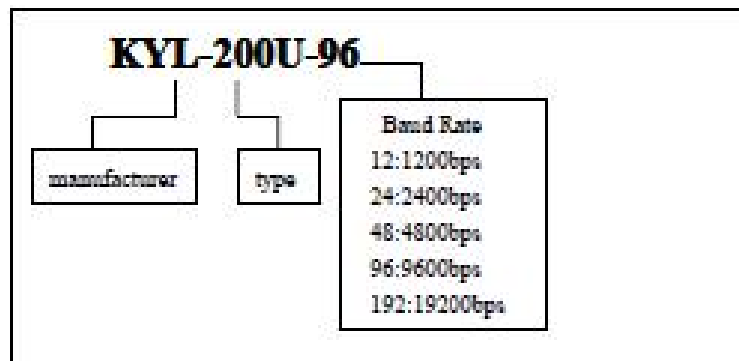 KYL-200U-96
manufacturer
type
Baud Rate
12:1200bps
24:2400bps
48:4800bps
96:9600bps
192:19200bps